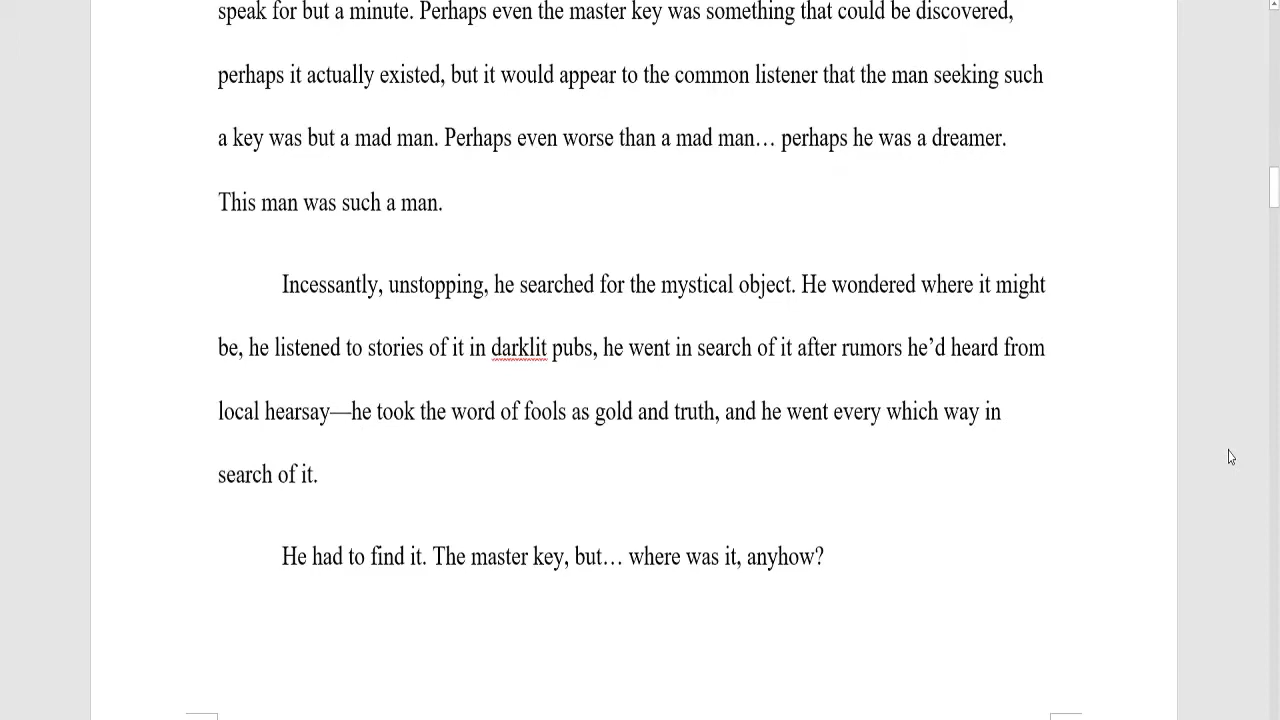 speak for but a minute. Perhaps even the master key was something that could be discovered,
perhaps it actually existed, but it would appear to the common listener that the man seeking such
a key was but a mad man. Perhaps even worse than a mad man… perhaps he was a dreamer.
This man was such a man.
Incessantly, unstopping, he searched for the mystical object. He wondered where it might
be, he listened to stories of it in darklit pubs, he went in search of it after rumors he’d heard from
local hearsay—he took the word of fools as gold and truth, and he went every which way in
search of it.
He had to find it. The master key, but… where was it, anyhow?